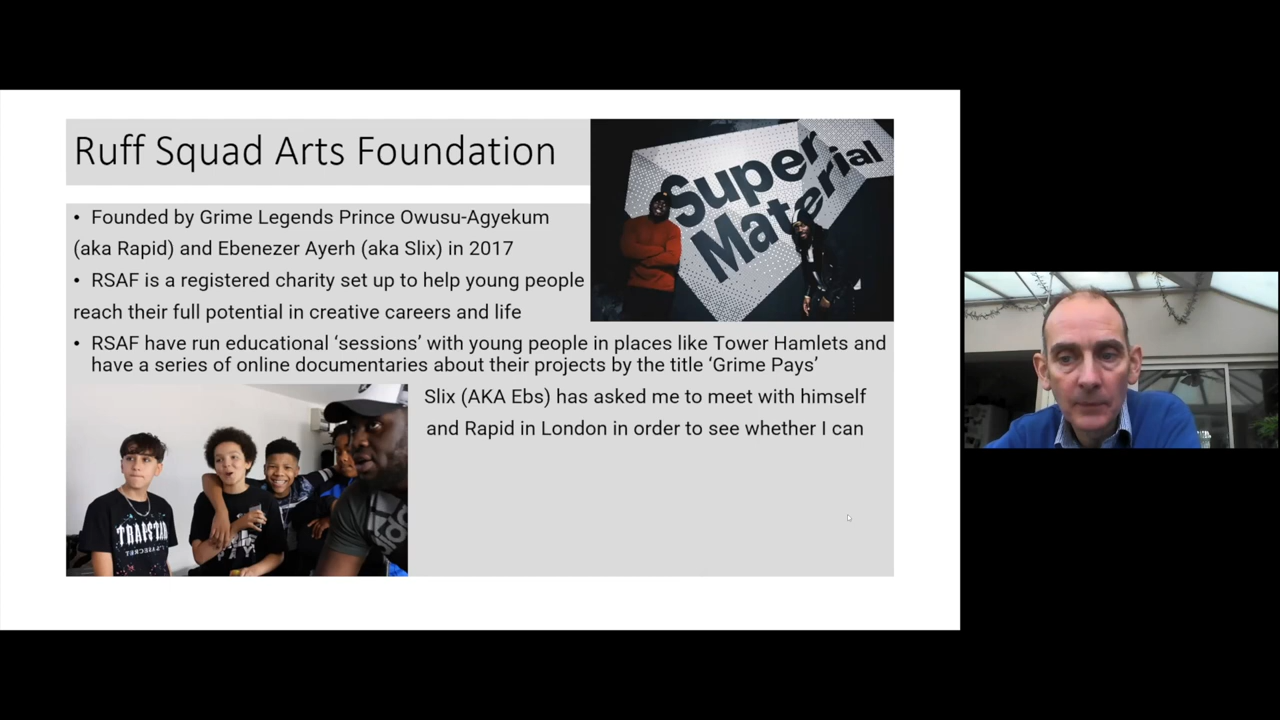 Ruff Squad Arts Foundation
• Founded by Grime Legends Prince Owusu-Agyekum
(aka Rapid) and Ebenezer Ayerh (aka Slix) in 2017
• RSAF is a registered charity set up to help young people
reach their full potential in creative careers and life
• RSAF have run educational ‘sessions’ with young people in places like Tower Hamlets and
have a series of online documentaries about their projects by the title ‘Grime Pays’
Slix (AKA Ebs) has asked me to meet with himself
and Rapid in London in order to see whether I can
Super
Material
TRAPSTAR
adidas